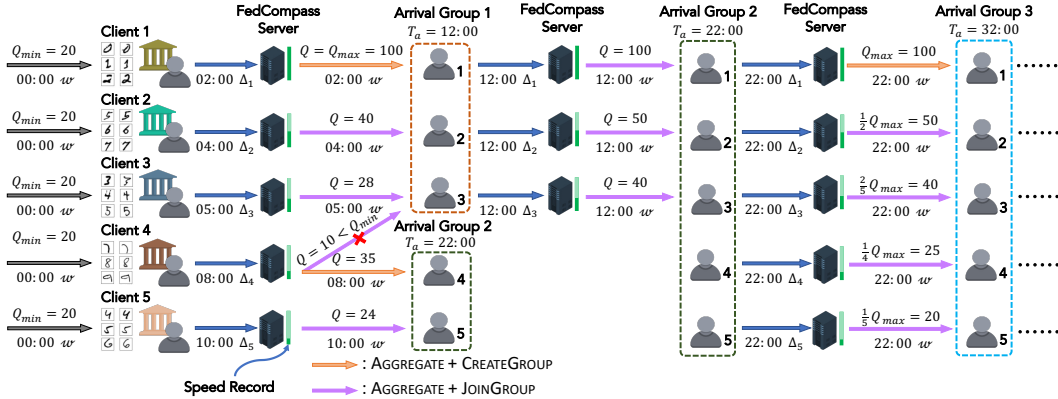 FedCompass Server
Arrival Group 1
T_a = 12:00
FedCompass Server
Arrival Group 2
T_a = 22:00
FedCompass Server
Arrival Group 3
T_a = 32:00
Client 1
Q_min = 20
00:00 w
02:00 Δ_1
Q = Q_max = 100
02:00 w
1
12:00 Δ_1
Q = 100
12:00 w
1
22:00 Δ_1
Q_max = 100
22:00 w
1
Client 2
Q_min = 20
00:00 w
04:00 Δ_2
Q = 40
04:00 w
2
12:00 Δ_2
Q = 50
12:00 w
2
22:00 Δ_2
1/2 Q_max = 50
22:00 w
2
Client 3
Q_min = 20
00:00 w
05:00 Δ_3
Q = 28
05:00 w
3
12:00 Δ_3
Q = 40
12:00 w
3
22:00 Δ_3
2/5 Q_max = 40
22:00 w
3
Client 4
Q_min = 20
00:00 w
08:00 Δ_4
Q = 10 < Q_min
Q = 35
08:00 w
Arrival Group 2
T_a = 22:00
4
4
22:00 Δ_4
1/4 Q_max = 25
22:00 w
4
Client 5
Q_min = 20
00:00 w
10:00 Δ_5
Q = 24
10:00 w
5
5
22:00 Δ_5
1/5 Q_max = 20
22:00 w
5
Speed Record
: AGGREGATE + CREATEGROUP
: AGGREGATE + JOINGROUP